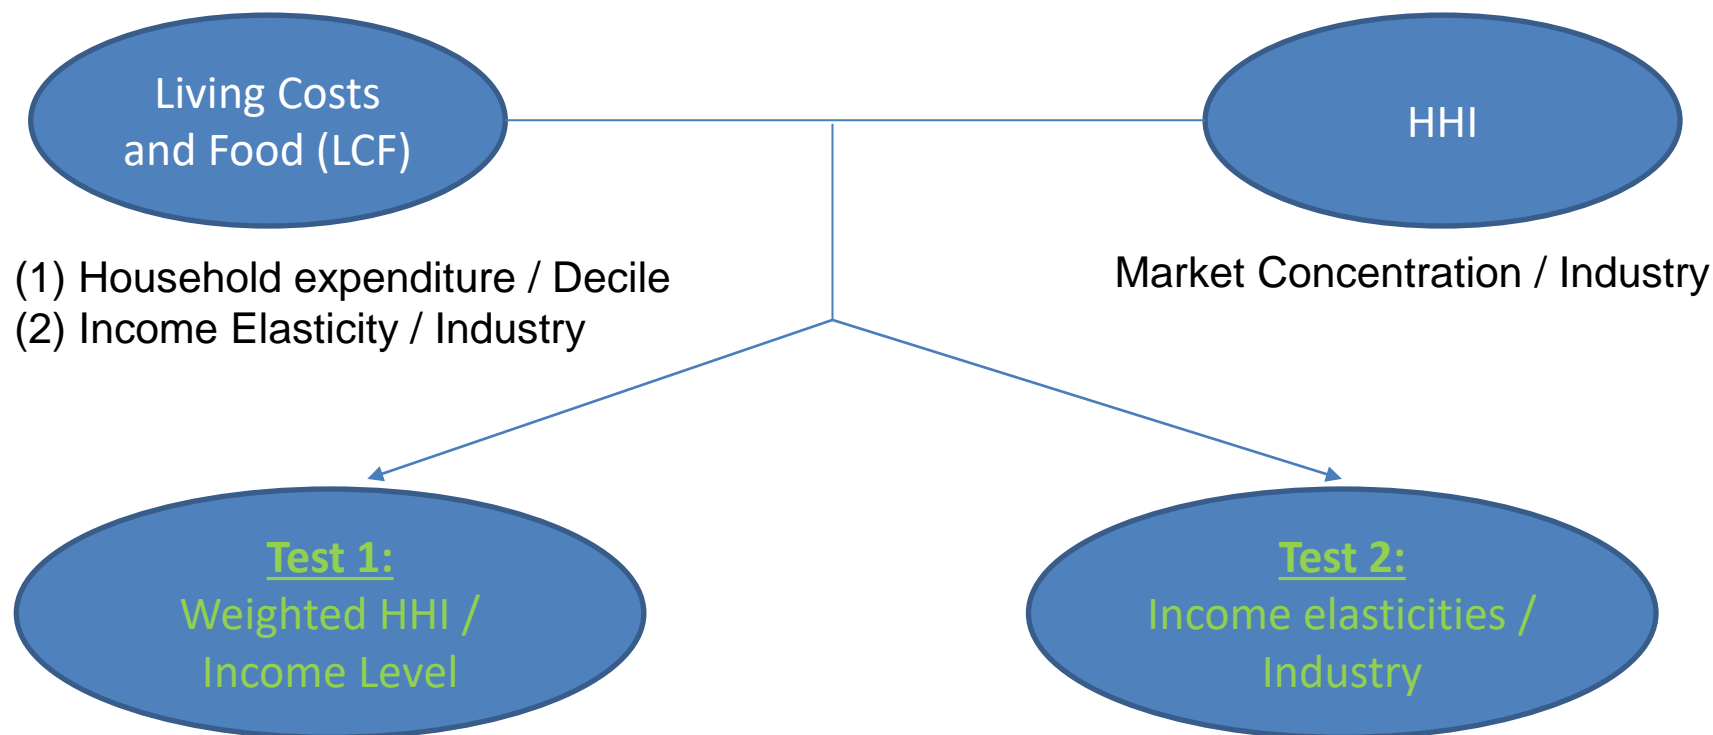 Living Costs
and Food (LCF)
HHI
(1) Household expenditure / Decile
(2) Income Elasticity / Industry
Market Concentration / Industry
Test 1:
Weighted HHI /
Income Level
Test 2:
Income elasticities /
Industry